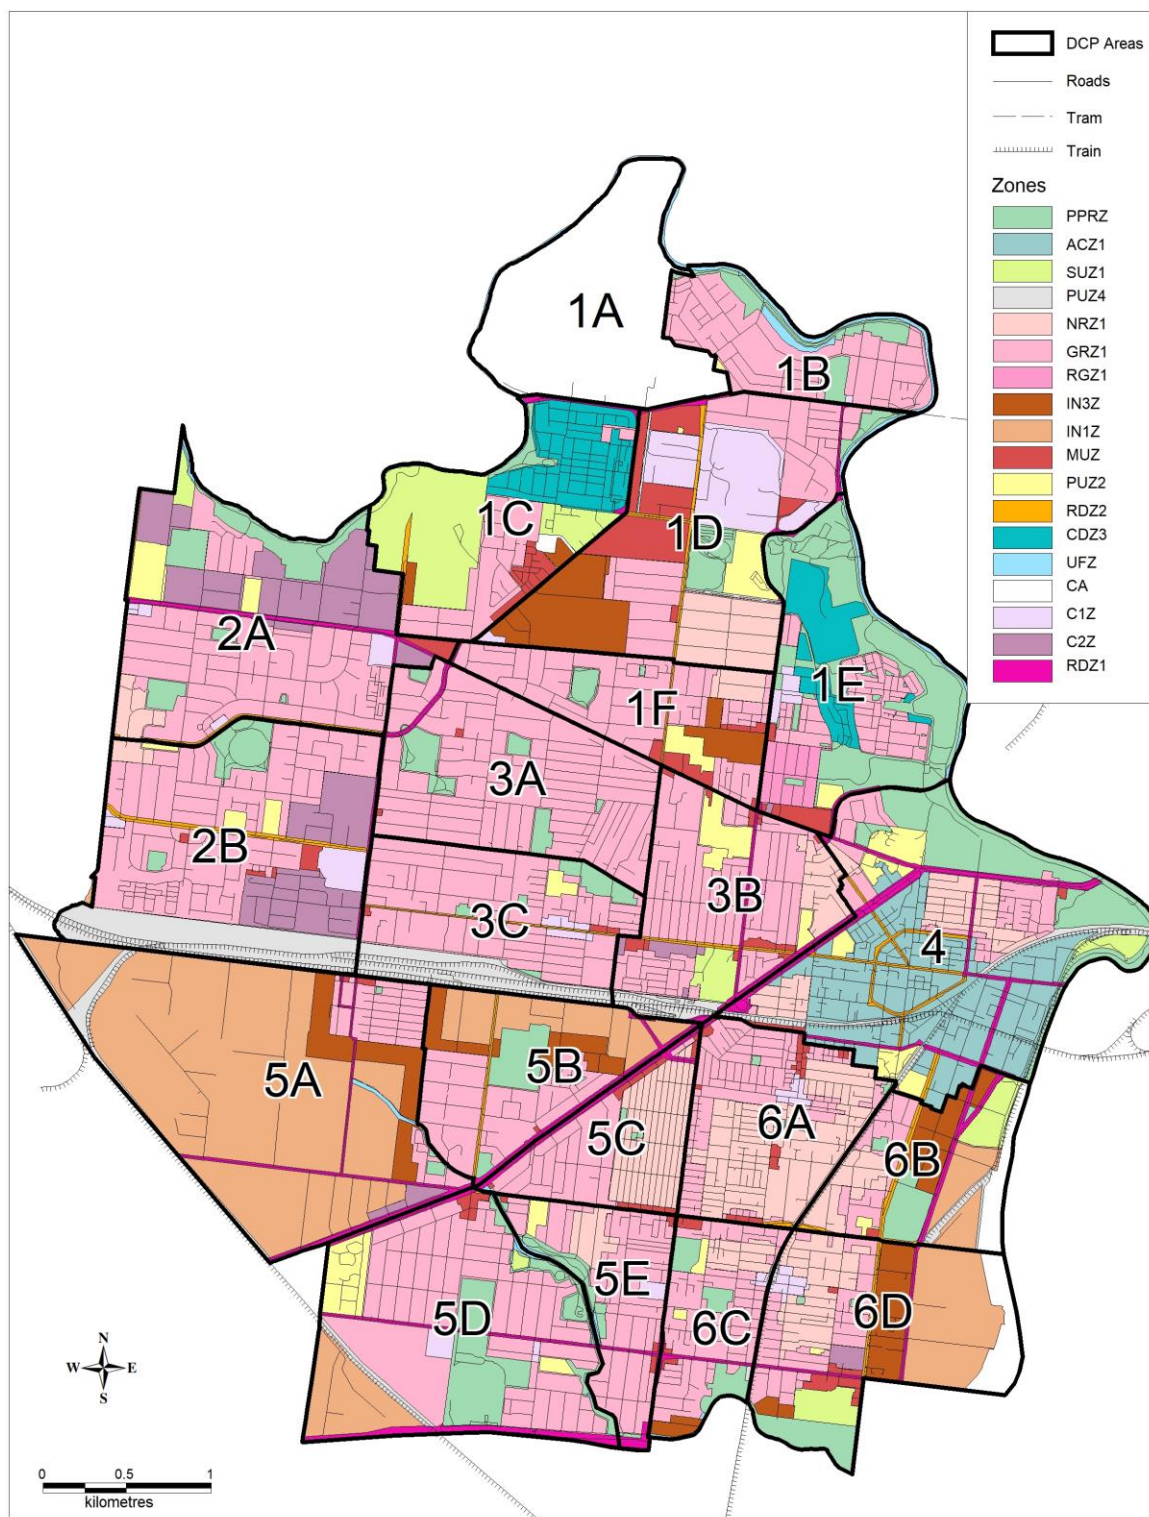 DCP Areas
Roads
Tram
Train
Zones
PPRZ
ACZ1
SUZ1
PUZ4
NRZ1
GRZ1
RGZ1
IN3Z
IN1Z
MUZ
PUZ2
RDZ2
CDZ3
UFZ
CA
C1Z
C2Z
RDZ1
1A
1B
1C
1D
2A
1E
1F
3A
2B
3B
3C
4
5A
5B
5C
6A
6B
5E
5D
6C
6D
N
W E
S
0 0.5 1
kilometres